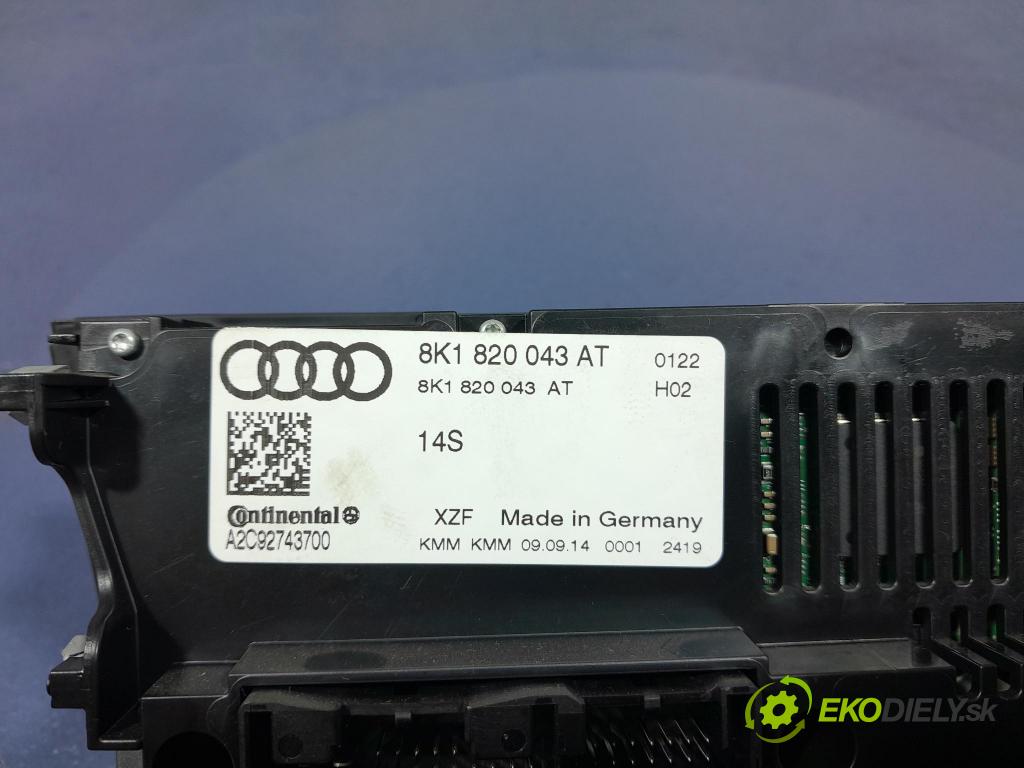 8K1 820 043 AT 0122
8K1 820 043 AT H02
14S
Continental XZF Made in Germany
A2C92743700 KMM KMM 09.09.14 0001 2419
EKODIELY.sk